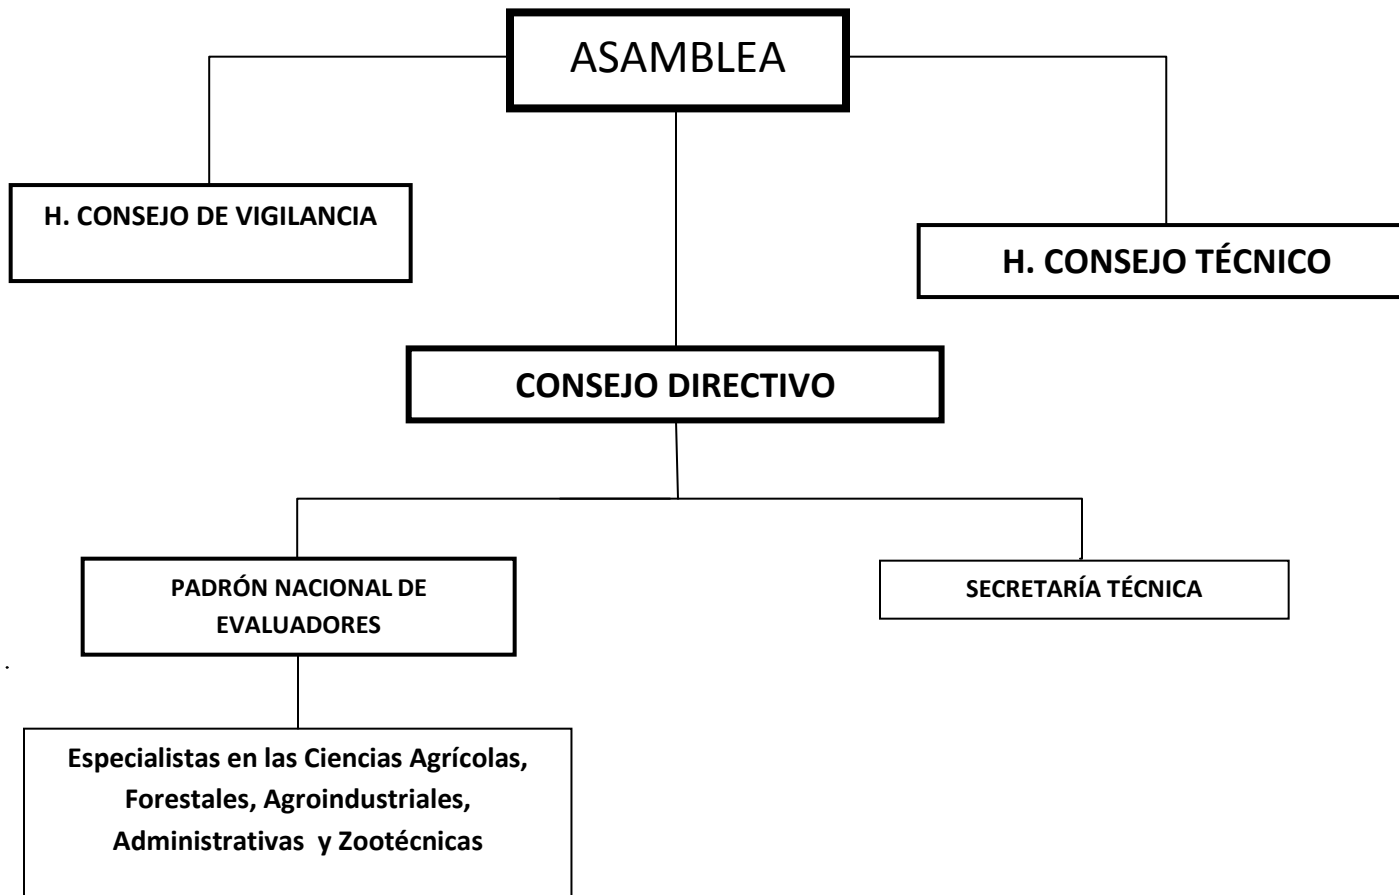 ASAMBLEA
H. CONSEJO DE VIGILANCIA
H. CONSEJO TÉCNICO
CONSEJO DIRECTIVO
PADRÓN NACIONAL DE
EVALUADORES
SECRETARÍA TÉCNICA
Especialistas en las Ciencias Agrícolas,
Forestales, Agroindustriales,
Administrativas y Zootécnicas